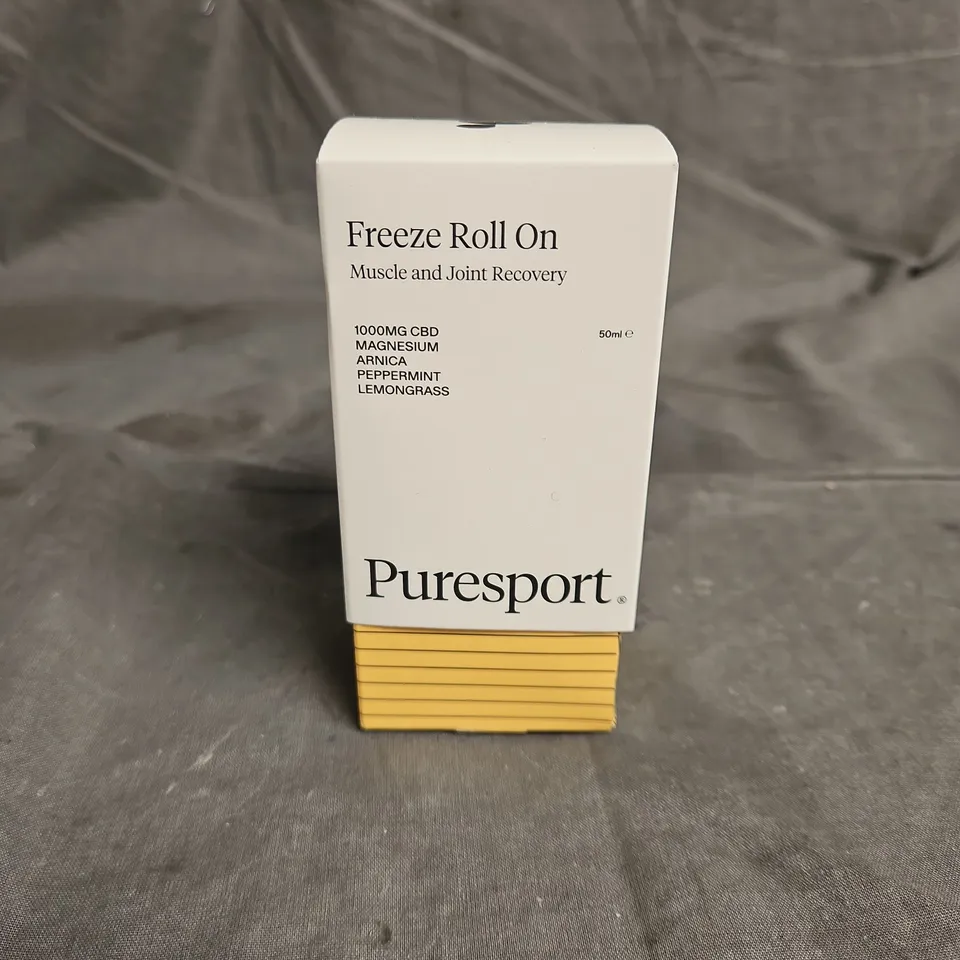 Freeze Roll On
Muscle and Joint Recovery
1000MG CBD
50ml ℮
MAGNESIUM
ARNICA
PEPPERMINT
LEMONGRASS
Puresport®